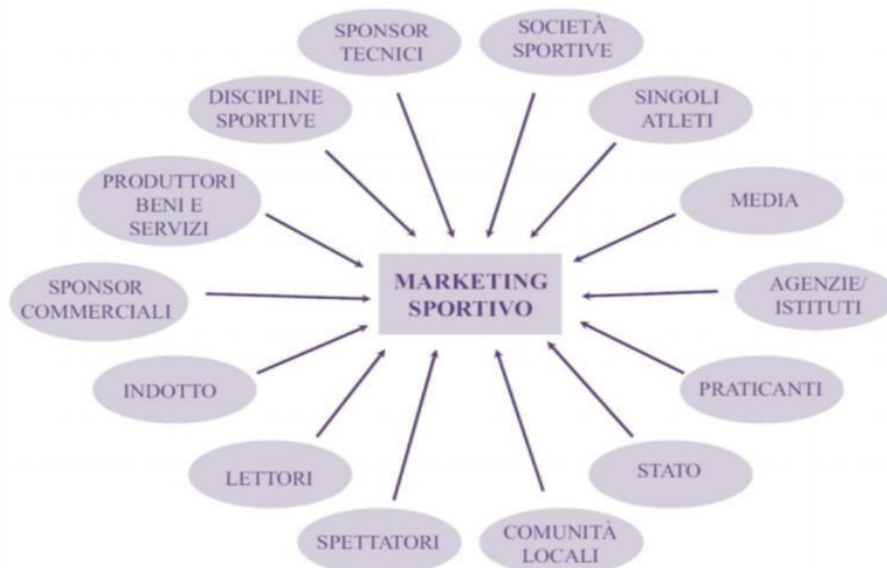 SPONSOR
TECNICI
SOCIETÀ
SPORTIVE
DISCIPLINE
SPORTIVE
SINGOLI
ATLETI
PRODUTTORI
BENI E
SERVIZI
MEDIA
MARKETING
SPORTIVO
SPONSOR
COMMERCIALI
AGENZIE/
ISTITUTI
INDOTTO
PRATICANTI
LETTORI
STATO
SPETTATORI
COMUNITÀ
LOCALI